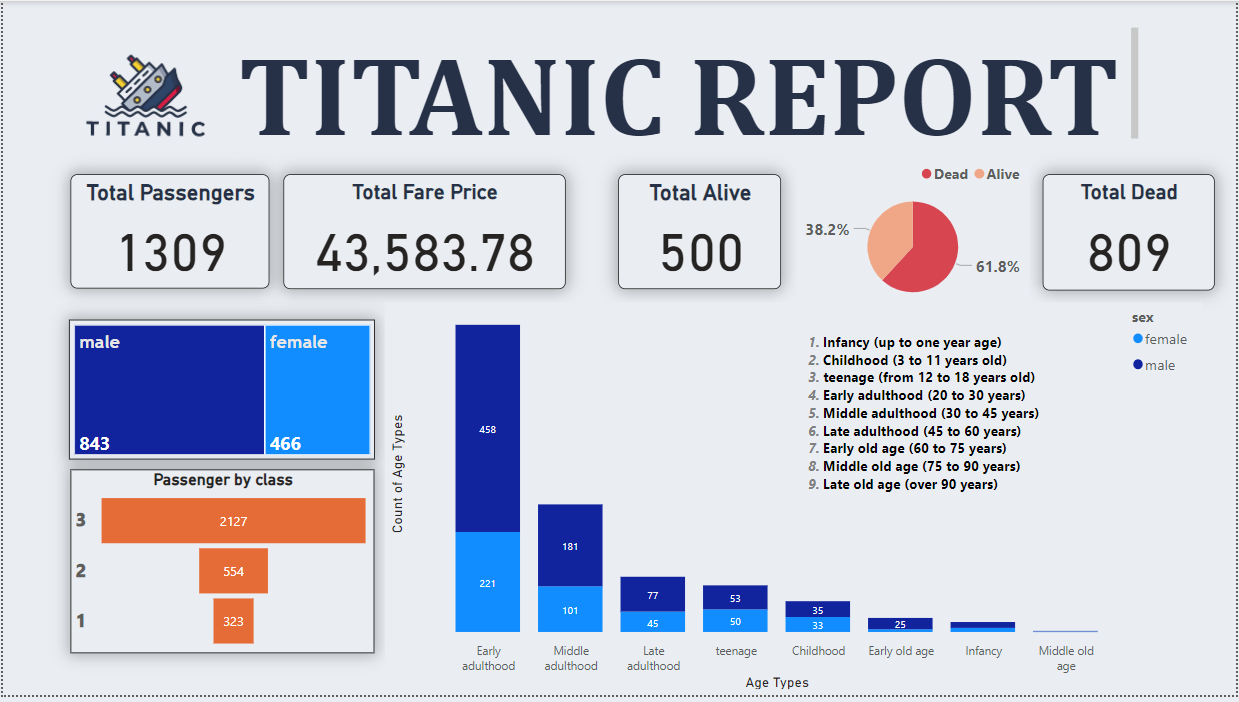 TITANIC
TITANIC REPORT
Total Passengers
1309
Total Fare Price
43,583.78
Total Alive
500
Dead Alive
38.2%
61.8%
Total Dead
809
male
843
female
466
Passenger by class
3
2127
2
554
1
323
sex
female
male
1. Infancy (up to one year age)
2. Childhood (3 to 11 years old)
3. teenage (from 12 to 18 years old)
4. Early adulthood (20 to 30 years)
5. Middle adulthood (30 to 45 years)
6. Late adulthood (45 to 60 years)
7. Early old age (60 to 75 years)
8. Middle old age (75 to 90 years)
9. Late old age (over 90 years)
Count of Age Types
458
221
181
101
77
45
53
50
35
33
25
Early
adulthood
Middle
adulthood
Late
adulthood
teenage
Childhood
Early old age
Infancy
Middle old
age
Age Types